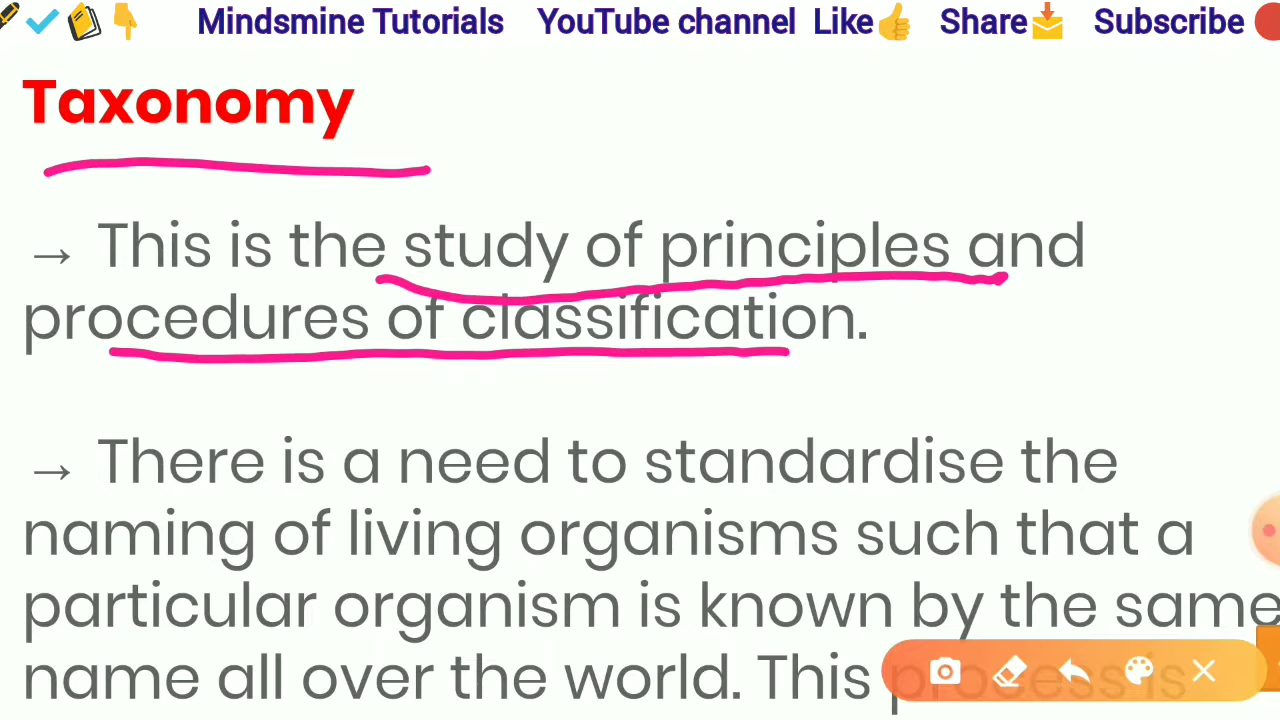 Mindsmine Tutorials YouTube channel Like Share Subscribe
Taxonomy
→ This is the study of principles and
procedures of classification.
→ There is a need to standardise the
naming of living organisms such that a
particular organism is known by the same
name all over the world. This process is